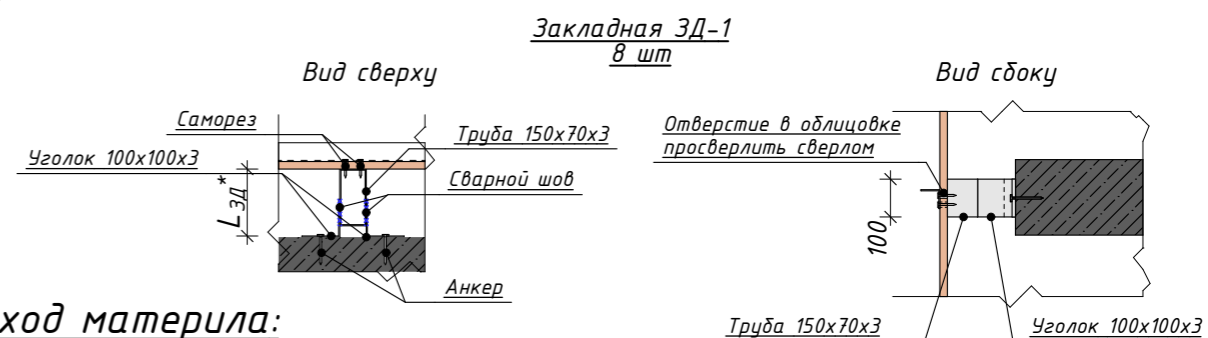 Закладная ЗД-1
8 шт
Вид сверху
Вид сбоку
Саморез
Труба 150х70х3
Отверстие в облицовке
просверлить сверлом
Уголок 100х100х3
Сварной шов
LЗД*
100
Анкер
ход материла:
Труба 150х70х3
Уголок 100х100х3